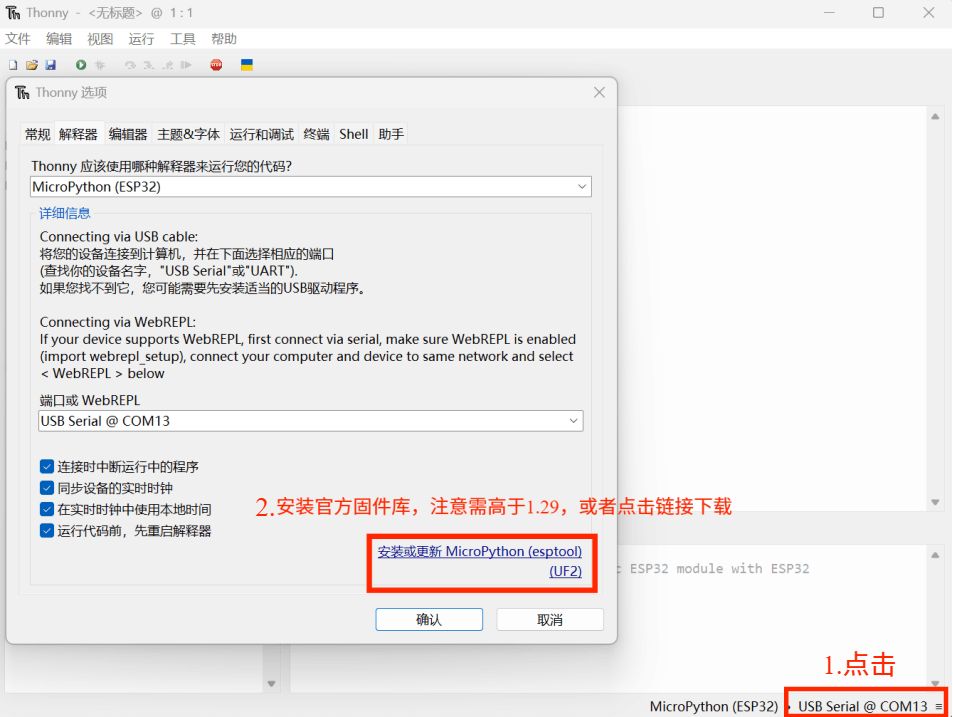 Thonny - <无标题> @ 1 : 1
文件 编辑 视图 运行 工具 帮助
Thonny 选项
常规 解释器 编辑器 主题&字体 运行和调试 终端 Shell 助手
Thonny 应该使用哪种解释器来运行您的代码?
MicroPython (ESP32)
详细信息
Connecting via USB cable:
将您的设备连接到计算机，并在下面选择相应的端口
(查找你的设备名字，"USB Serial"或"UART").
如果您找不到它，您可能需要先安装适当的USB驱动程序。
Connecting via WebREPL:
If your device supports WebREPL, first connect via serial, make sure WebREPL is enabled
(import webrepl_setup), connect your computer and device to same network and select
< WebREPL > below
端口或 WebREPL
USB Serial @ COM13
连接时中断运行中的程序
同步设备的实时时钟
在实时时钟中使用本地时间
运行代码前，先重启解释器
2.安装官方固件库，注意需高于1.29，或者点击链接下载
安装或更新 MicroPython (esptool)
(UF2)
c ESP32 module with ESP32
确认 取消
1.点击
MicroPython (ESP32) • USB Serial @ COM13 ≡